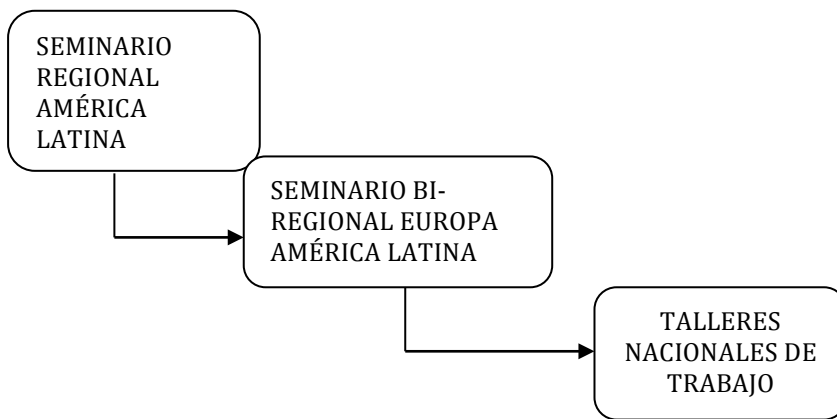 SEMINARIO
REGIONAL
AMÉRICA
LATINA
SEMINARIO BI-
REGIONAL EUROPA
AMÉRICA LATINA
TALLERES
NACIONALES DE
TRABAJO